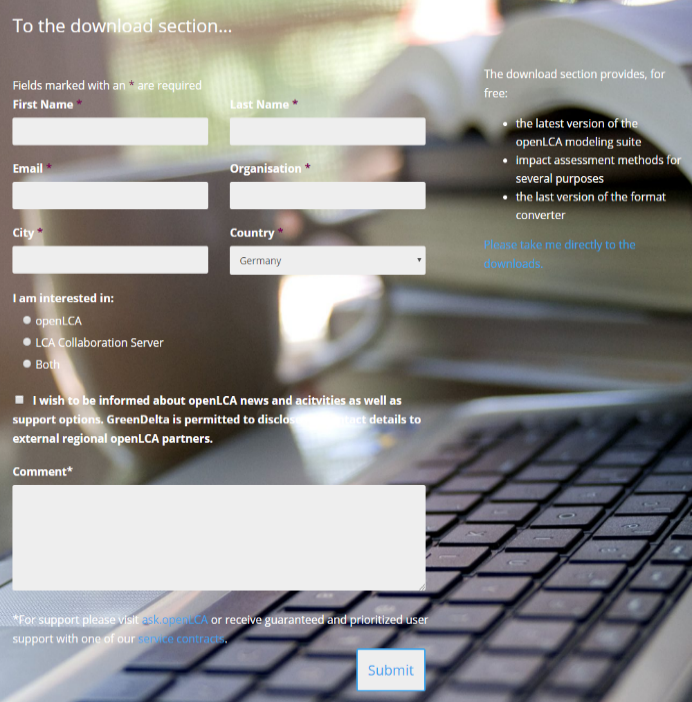 To the download section...
Fields marked with an * are required
First Name *
Last Name *
Email *
Organisation *
City *
Country *
Germany
I am interested in:
openLCA
LCA Collaboration Server
Both
I wish to be informed about openLCA news and acitvities as well as
support options. GreenDelta is permitted to disclose contact details to
external regional openLCA partners.
Comment*
*For support please visit ask.openLCA or receive guaranteed and prioritized user
support with one of our service contracts.
Submit
The download section provides, for
free:
the latest version of the
openLCA modeling suite
impact assessment methods for
several purposes
the last version of the format
converter
Please take me directly to the
downloads.